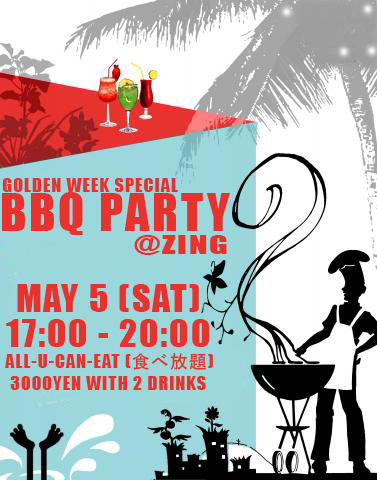 GOLDEN WEEK SPECIAL
BBQ PARTY
@ZING
MAY 5 (SAT)
17:00 - 20:00
ALL-U-CAN-EAT (食べ放題)
3000YEN WITH 2 DRINKS